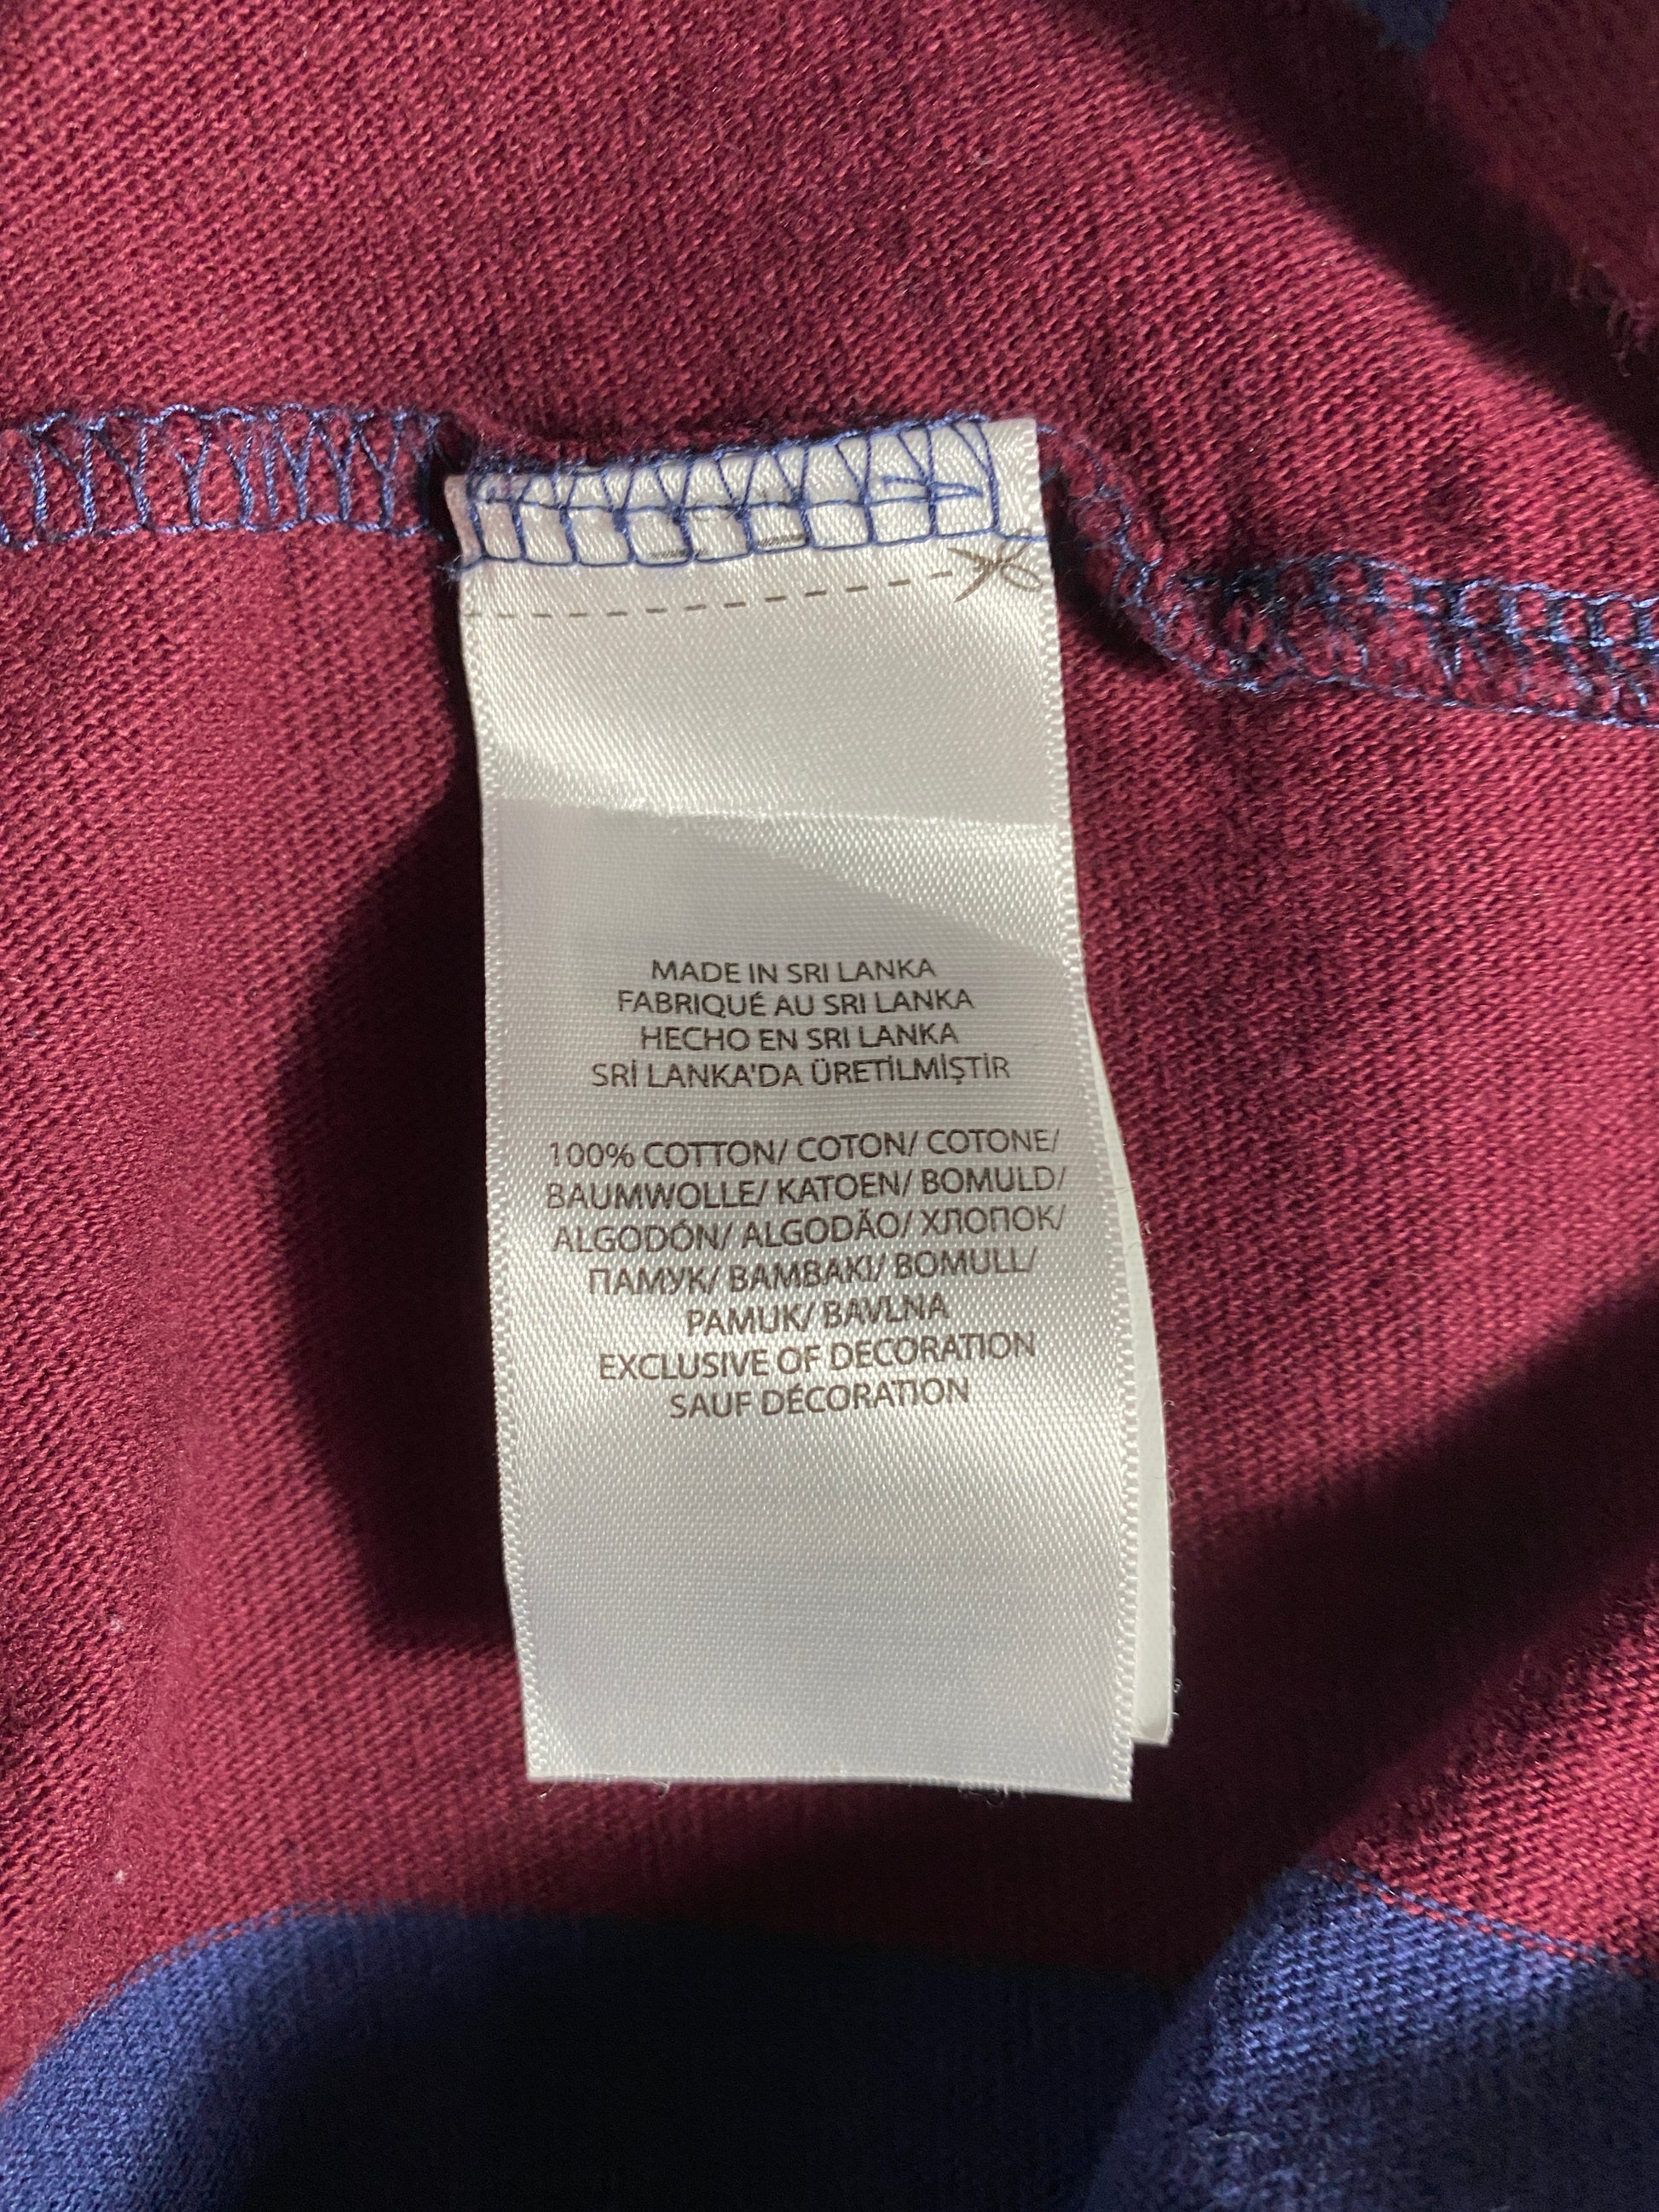 MADE IN SRI LANKA
FABRIQUÉ AU SRI LANKA
HECHO EN SRI LANKA
SRİ LANKA'DA ÜRETİLMİŞTİR
100% COTTON/ COTON/ COTONE/
BAUMWOLLE/ KATOEN/ BOMULD/
ALGODÓN/ ALGODÃO/ ХЛОПОК/
ПАМУК/ BAMBAKI/ BOMULL/
PAMUK/ BAVLNA
EXCLUSIVE OF DECORATION
SAUF DÉCORATION